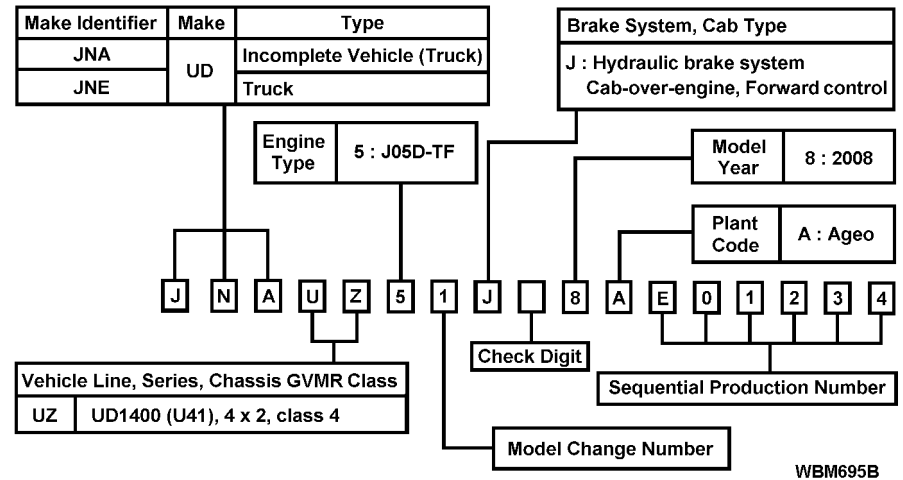 Make Identifier Make Type
JNA UD Incomplete Vehicle (Truck)
JNE Truck
Brake System, Cab Type
J : Hydraulic brake system
Cab-over-engine, Forward control
Engine Type 5 : J05D-TF
Model Year 8 : 2008
Plant Code A : Ageo
J N A U Z 5 1 J 8 A E 0 1 2 3 4
Check Digit
Vehicle Line, Series, Chassis GVMR Class
UZ UD1400 (U41), 4 x 2, class 4
Sequential Production Number
Model Change Number
WBM695B